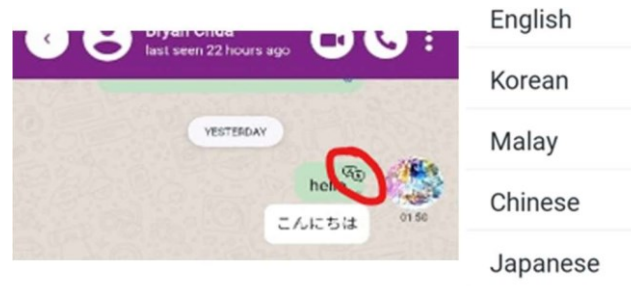 last seen 22 hours ago
YESTERDAY
hello
こんにちは
01:50
English
Korean
Malay
Chinese
Japanese